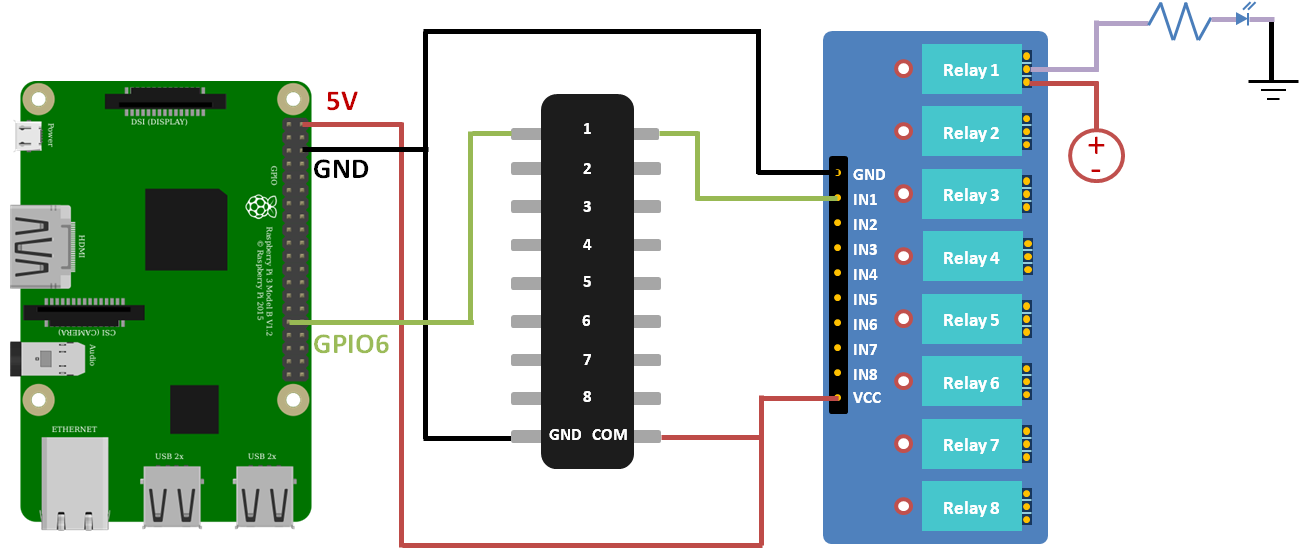 5V
GND
GPIO6
DSI (DISPLAY)
Power
GPIO
HDMI
Raspberry Pi 3 Model B V1.2
© Raspberry Pi 2015
CSI (CAMERA)
Audio
ETHERNET
USB 2x
USB 2x
1
2
3
4
5
6
7
8
GND COM
GND
IN1
IN2
IN3
IN4
IN5
IN6
IN7
IN8
VCC
Relay 1
Relay 2
Relay 3
Relay 4
Relay 5
Relay 6
Relay 7
Relay 8
+
-